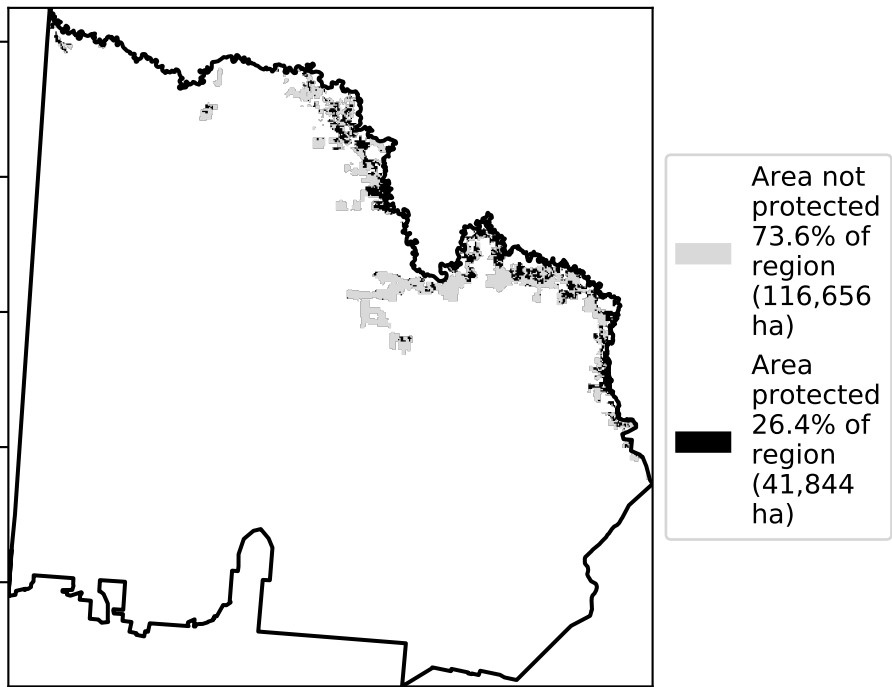 Area not
protected
73.6% of
region
(116,656
ha)
Area
protected
26.4% of
region
(41,844
ha)